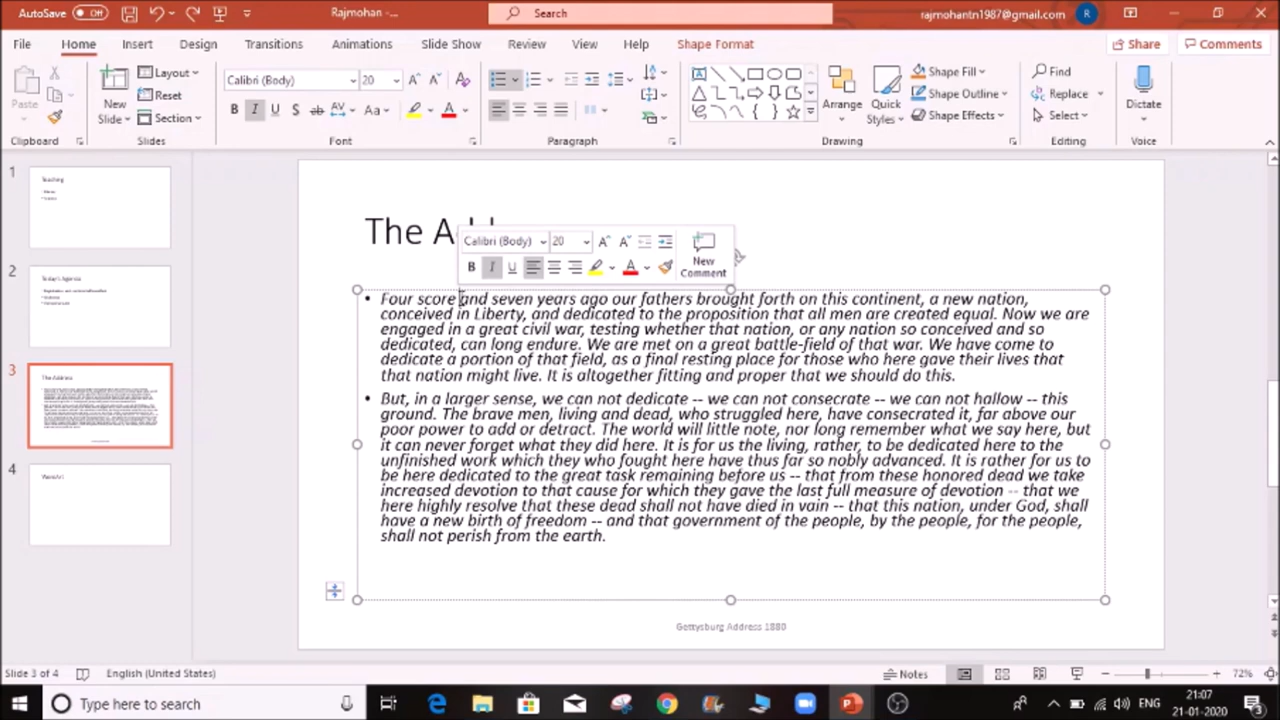 AutoSave Off Rajmohan -... Search rajmohantn1987@gmail.com R
File Home Insert Design Transitions Animations Slide Show Review View Help Shape Format Share Comments
Paste New Slide Layout Reset Section Calibri (Body) 20 Arrange Quick Styles Shape Fill Shape Outline Shape Effects Find Replace Select Dictate
Clipboard Slides Font Paragraph Drawing Editing Voice
1
Teaching
2
Today's Agenda
3
The Address
4
The Add
Calibri (Body) 20
B I U New Comment
• Four score and seven years ago our fathers brought forth on this continent, a new nation,
conceived in Liberty, and dedicated to the proposition that all men are created equal. Now we are
engaged in a great civil war, testing whether that nation, or any nation so conceived and so
dedicated, can long endure. We are met on a great battle-field of that war. We have come to
dedicate a portion of that field, as a final resting place for those who here gave their lives that
that nation might live. It is altogether fitting and proper that we should do this.
• But, in a larger sense, we can not dedicate -- we can not consecrate -- we can not hallow -- this
ground. The brave men, living and dead, who struggled here, have consecrated it, far above our
poor power to add or detract. The world will little note, nor long remember what we say here, but
it can never forget what they did here. It is for us the living, rather, to be dedicated here to the
unfinished work which they who fought here have thus far so nobly advanced. It is rather for us to
be here dedicated to the great task remaining before us -- that from these honored dead we take
increased devotion to that cause for which they gave the last full measure of devotion -- that we
here highly resolve that these dead shall not have died in vain -- that this nation, under God, shall
have a new birth of freedom -- and that government of the people, by the people, for the people,
shall not perish from the earth.
Gettysburg Address 1880
Slide 3 of 4 English (United States) Notes 72%
Type here to search ENG 21:07
21-01-2020 3